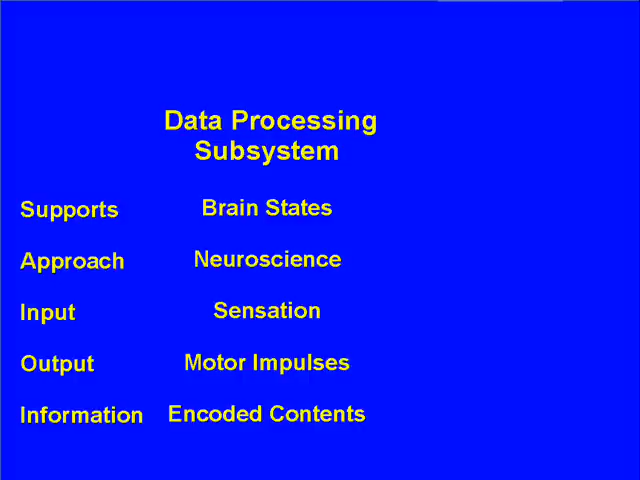 Data Processing
Subsystem
Supports Brain States
Approach Neuroscience
Input Sensation
Output Motor Impulses
Information Encoded Contents